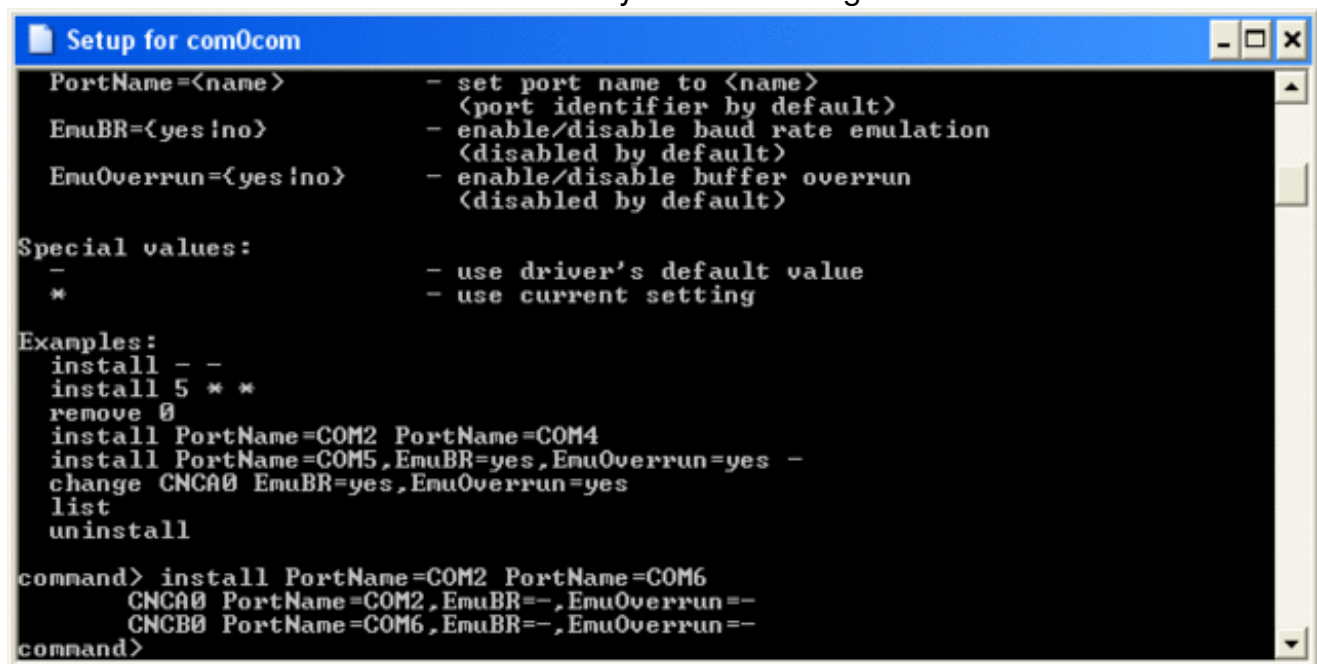 Setup for com0com
PortName=<name> - set port name to <name>
(port identifier by default)
EmuBR={yes|no} - enable/disable baud rate emulation
(disabled by default)
EmuOverrun={yes|no} - enable/disable buffer overrun
(disabled by default)
Special values:
- - use driver's default value
* - use current setting
Examples:
install - -
install 5 * *
remove 0
install PortName=COM2 PortName=COM4
install PortName=COM5,EmuBR=yes,EmuOverrun=yes -
change CNCA0 EmuBR=yes,EmuOverrun=yes
list
uninstall
command> install PortName=COM2 PortName=COM6
CNCA0 PortName=COM2,EmuBR=-,EmuOverrun=-
CNCB0 PortName=COM6,EmuBR=-,EmuOverrun=-
command>